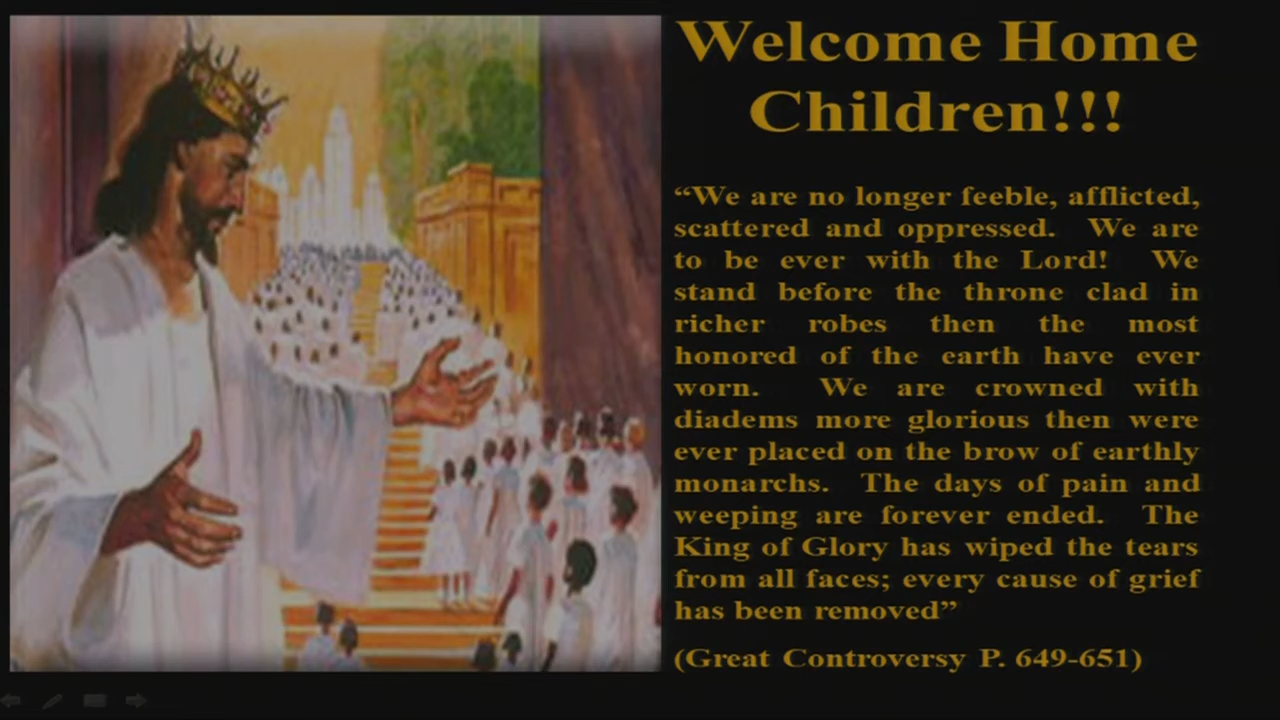 Welcome Home
Children!!!
“We are no longer feeble, afflicted,
scattered and oppressed. We are
to be ever with the Lord! We
stand before the throne clad in
richer robes then the most
honored of the earth have ever
worn. We are crowned with
diadems more glorious then were
ever placed on the brow of earthly
monarchs. The days of pain and
weeping are forever ended. The
King of Glory has wiped the tears
from all faces; every cause of grief
has been removed”
(Great Controversy P. 649-651)